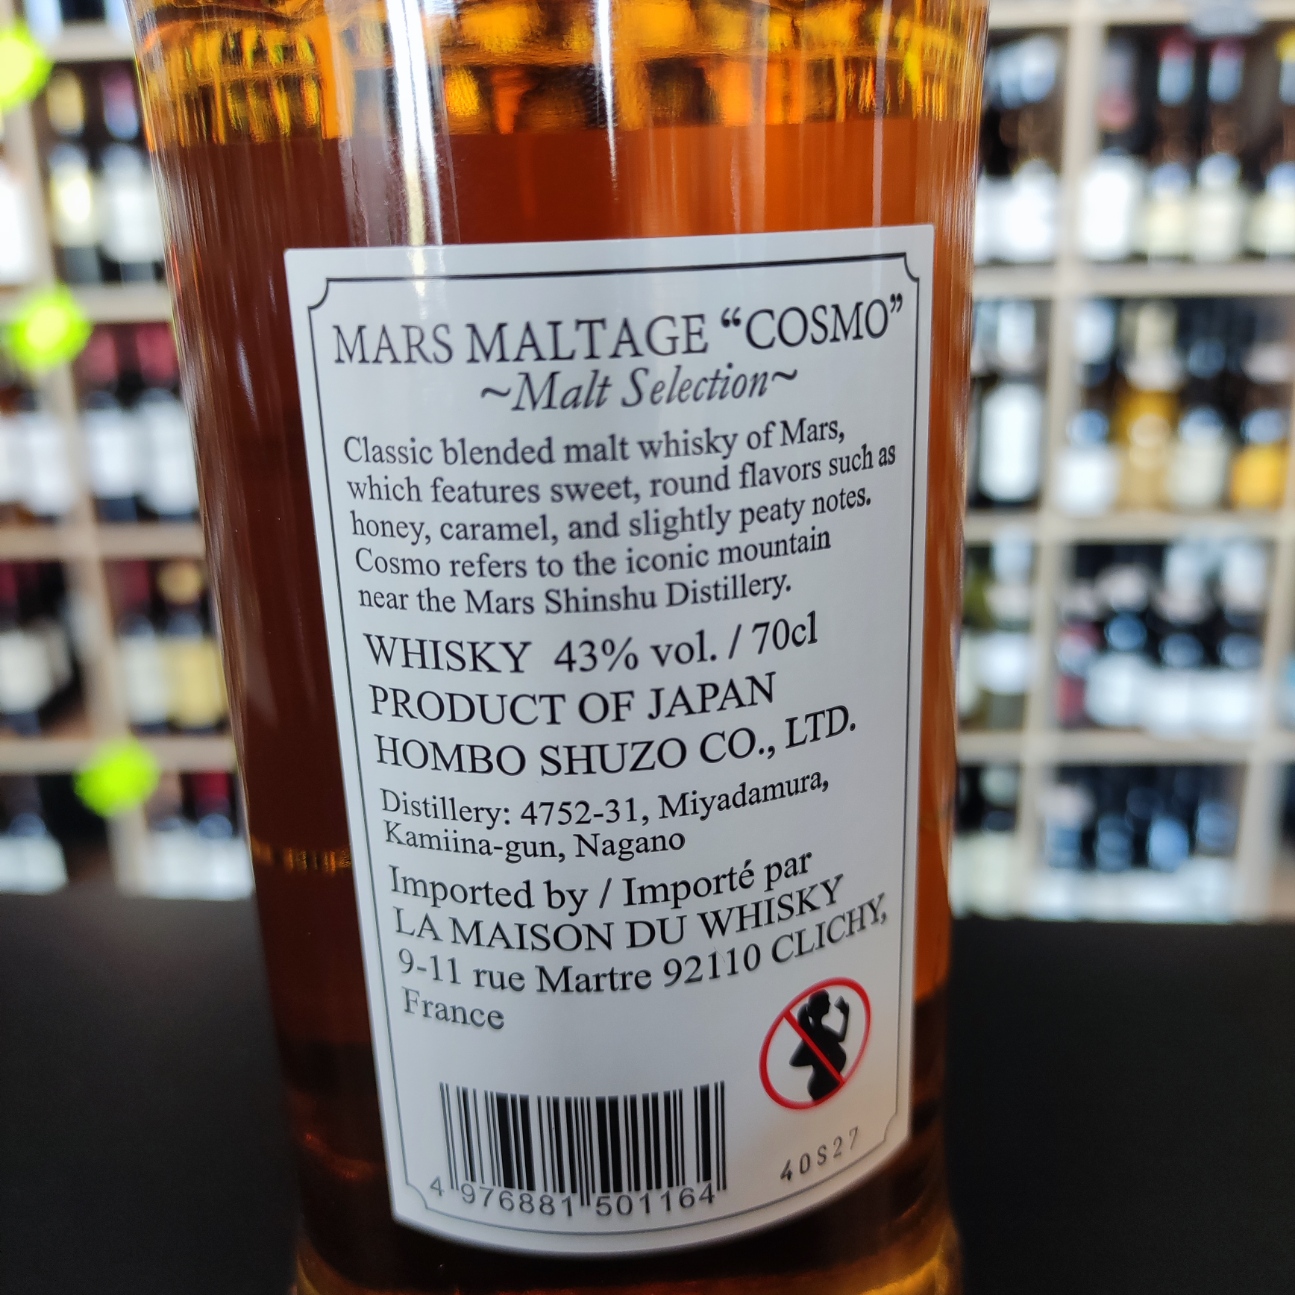 MARS MALTAGE “COSMO”
~Malt Selection~
Classic blended malt whisky of Mars,
which features sweet, round flavors such as
honey, caramel, and slightly peaty notes.
Cosmo refers to the iconic mountain
near the Mars Shinshu Distillery.
WHISKY 43% vol. / 70cl
PRODUCT OF JAPAN
HOMBO SHUZO CO., LTD.
Distillery: 4752-31, Miyadamura,
Kamiina-gun, Nagano
Imported by / Importé par
LA MAISON DU WHISKY
9-11 rue Martre 92110 CLICHY,
France
4 976881 501164
40S27